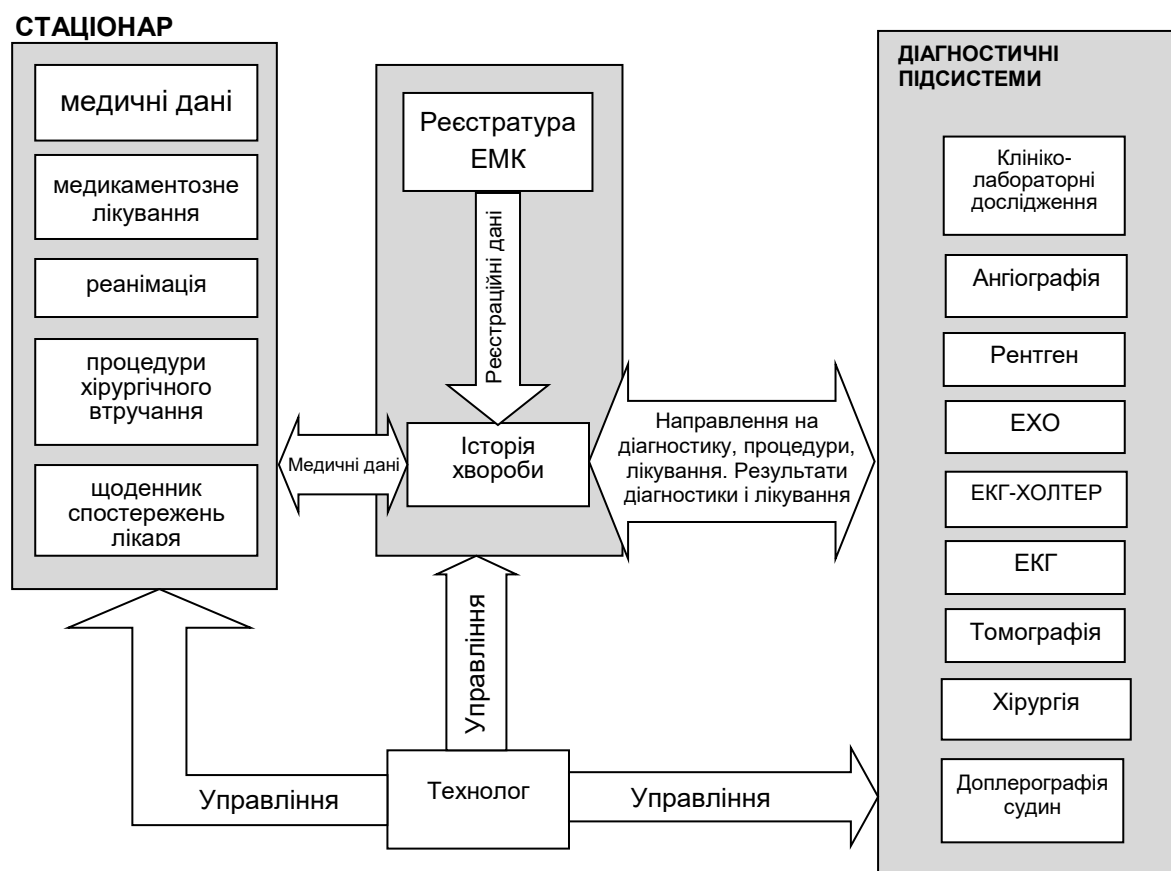 СТАЦІОНАР
медичні дані
медикаментозне
лікування
реанімація
процедури
хірургічного
втручання
щоденник
спостережень
лікаря
Реєстратура
ЕМК
Реєстраційні дані
Історія
хвороби
Медичні дані
Направлення на
діагностику, процедури,
лікування. Результати
діагностики і лікування
ДІАГНОСТИЧНІ
ПІДСИСТЕМИ
Клініко-
лабораторні
дослідження
Ангіографія
Рентген
ЕХО
ЕКГ-ХОЛТЕР
ЕКГ
Томографія
Хірургія
Доплерографія
судин
Управління
Технолог
Управління
Управління